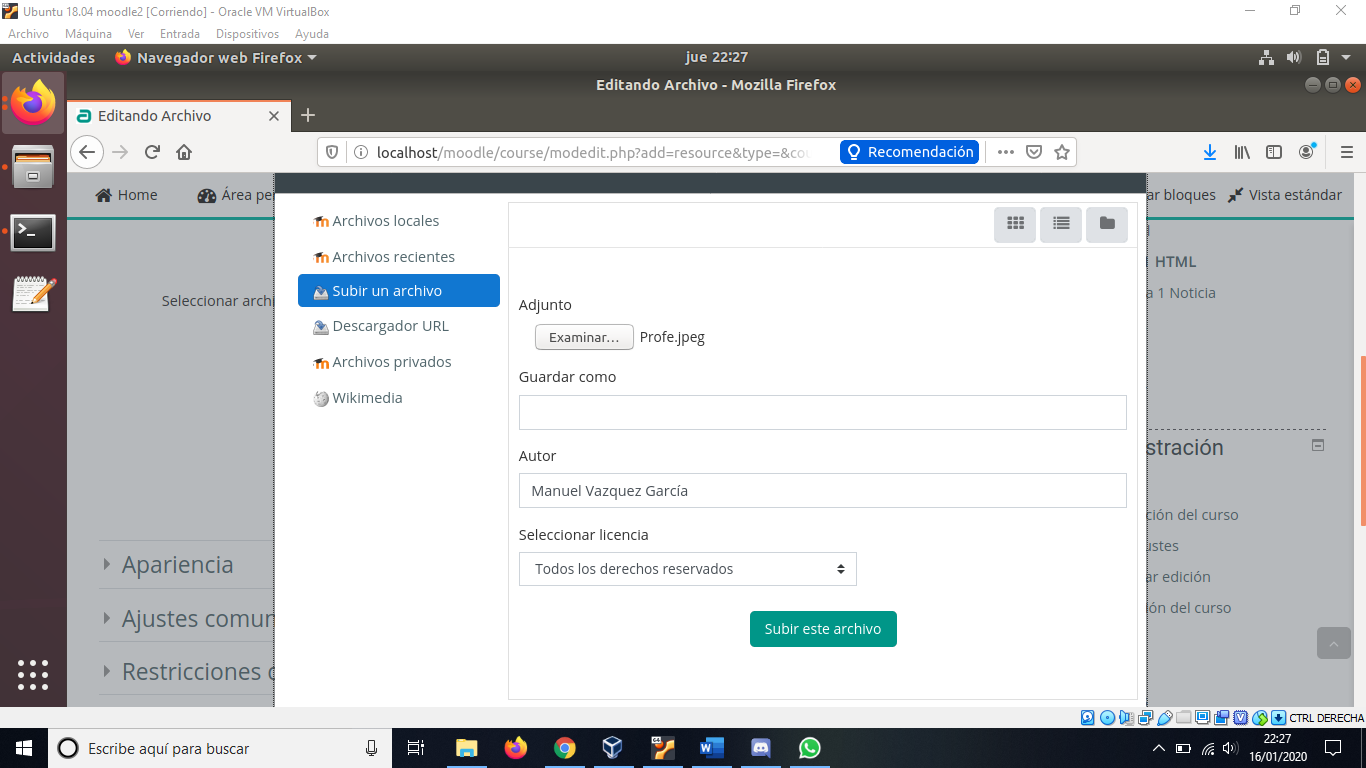 Ubuntu 18.04 moodle2 [Corriendo] - Oracle VM VirtualBox
Archivo Máquina Ver Entrada Dispositivos Ayuda
Actividades Navegador web Firefox jue 22:27
Editando Archivo - Mozilla Firefox
Editando Archivo
localhost/moodle/course/modedit.php?add=resource&type=&cou Recomendación
Home Área pe ar bloques Vista estándar
Archivos locales
Archivos recientes
Subir un archivo
Descargador URL
Archivos privados
Wikimedia
Seleccionar archi
Apariencia
Ajustes comun
Restricciones
Adjunto
Examinar... Profe.jpeg
Guardar como
Autor
Manuel Vazquez García
Seleccionar licencia
Todos los derechos reservados
Subir este archivo
HTML
a 1 Noticia
stración
ción del curso
ustes
ar edición
ión del curso
CTRL DERECHA
Escribe aquí para buscar
22:27
16/01/2020